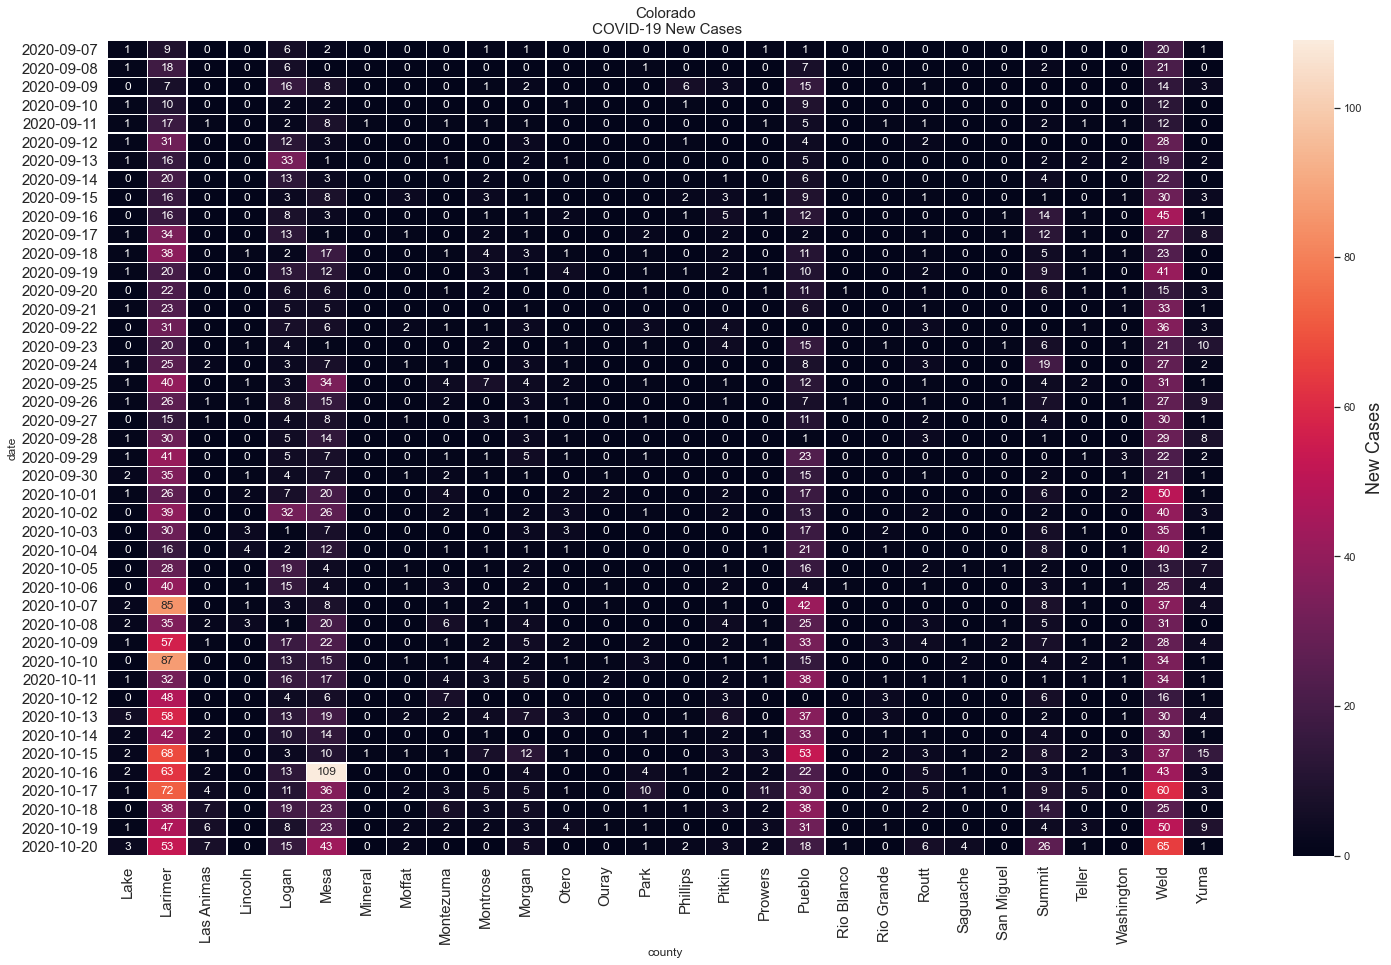 Colorado
COVID-19 New Cases
2020-09-07 1 9 0 0 6 2 0 0 0 1 1 0 0 0 0 0 1 1 0 0 0 0 0 0 0 0 20 1
2020-09-08 1 18 0 0 6 0 0 0 0 0 0 0 0 1 0 0 0 7 0 0 0 0 0 2 0 0 21 0
2020-09-09 0 7 0 0 16 8 0 0 0 1 2 0 0 0 6 3 0 15 0 0 1 0 0 0 0 0 14 3
2020-09-10 1 10 0 0 2 2 0 0 0 0 0 1 0 0 1 0 0 9 0 0 0 0 0 0 0 0 12 0
2020-09-11 1 17 1 0 2 8 1 0 1 1 1 0 0 0 0 0 1 5 0 1 1 0 0 2 1 1 12 0
2020-09-12 1 31 0 0 12 3 0 0 0 0 3 0 0 0 1 0 0 4 0 0 2 0 0 0 0 0 28 0
2020-09-13 1 16 0 0 33 1 0 0 1 0 2 1 0 0 0 0 0 5 0 0 0 0 0 2 2 2 19 2
2020-09-14 0 20 0 0 13 3 0 0 0 2 0 0 0 0 0 1 0 6 0 0 0 0 0 4 0 0 22 0
2020-09-15 0 16 0 0 3 8 0 3 0 3 1 0 0 0 2 3 1 9 0 0 1 0 0 1 0 1 30 3
2020-09-16 0 16 0 0 8 3 0 0 1 1 0 2 0 0 1 5 1 12 0 0 0 0 1 14 1 0 45 1
2020-09-17 1 34 0 0 13 1 0 1 0 2 1 0 0 2 0 2 0 2 0 0 1 0 1 12 1 0 27 8
2020-09-18 1 38 0 1 2 17 0 0 1 4 3 1 0 1 0 2 0 11 0 0 1 0 0 5 1 1 23 0
2020-09-19 1 20 0 0 13 12 0 0 0 3 1 4 0 1 1 2 1 10 0 0 2 0 0 9 1 0 41 0
2020-09-20 0 22 0 0 6 6 0 0 1 2 0 0 0 1 0 0 1 11 1 0 1 0 0 6 1 1 15 3
2020-09-21 1 23 0 0 5 5 0 0 0 0 1 0 0 0 0 0 0 6 0 0 1 0 0 0 0 1 33 1
2020-09-22 0 31 0 0 7 6 0 2 1 1 3 0 0 3 0 4 0 0 0 0 3 0 0 0 1 0 36 3
2020-09-23 0 20 0 1 4 1 0 0 0 2 0 1 0 1 0 4 0 15 0 1 0 0 1 6 0 1 21 10
2020-09-24 1 25 2 0 3 7 0 1 1 0 3 1 0 0 0 0 0 8 0 0 3 0 0 19 0 0 27 2
2020-09-25 1 40 0 1 3 34 0 0 4 7 4 2 0 1 0 1 0 12 0 0 1 0 0 4 2 0 31 1
2020-09-26 1 26 1 1 8 15 0 0 2 0 3 1 0 0 0 1 0 7 1 0 1 0 1 7 0 1 27 9
2020-09-27 0 15 1 0 4 8 0 1 0 3 1 0 0 1 0 0 0 11 0 0 2 0 0 4 0 0 30 1
2020-09-28 1 30 0 0 5 14 0 0 0 0 3 1 0 0 0 0 0 1 0 0 3 0 0 1 0 0 29 8
2020-09-29 1 41 0 0 5 7 0 0 1 1 5 1 0 1 0 0 0 23 0 0 0 0 0 0 1 3 22 2
2020-09-30 2 35 0 1 4 7 0 1 2 1 1 0 1 0 0 0 0 15 0 0 1 0 0 2 0 1 21 1
2020-10-01 1 26 0 2 7 20 0 0 4 0 0 2 2 0 0 2 0 17 0 0 0 0 0 6 0 2 50 1
2020-10-02 0 39 0 0 32 26 0 0 2 1 2 3 0 1 0 2 0 13 0 0 2 0 0 2 0 0 40 3
2020-10-03 0 30 0 3 1 7 0 0 0 0 3 3 0 0 0 0 0 17 0 2 0 0 0 6 1 0 35 1
2020-10-04 0 16 0 4 2 12 0 0 1 1 1 1 0 0 0 0 1 21 0 1 0 0 0 8 0 1 40 2
2020-10-05 0 28 0 0 19 4 0 1 0 1 2 0 0 0 0 1 0 16 0 0 2 1 1 2 0 0 13 7
2020-10-06 0 40 0 1 15 4 0 1 3 0 2 0 1 0 0 2 0 4 1 0 1 0 0 3 1 1 25 4
2020-10-07 2 85 0 1 3 8 0 0 1 2 1 0 1 0 0 1 0 42 0 0 0 0 0 8 1 0 37 4
2020-10-08 2 35 2 3 1 20 0 0 6 1 4 0 0 0 0 4 1 25 0 0 3 0 1 5 0 0 31 0
2020-10-09 0 57 1 0 17 22 0 0 1 2 5 2 0 2 0 2 1 33 0 3 4 1 2 7 1 2 28 4
2020-10-10 0 87 0 0 13 15 0 1 1 4 2 1 1 3 0 1 1 15 0 0 0 2 0 4 2 1 34 1
2020-10-11 1 32 0 0 16 17 0 0 4 3 5 0 2 0 0 2 1 38 0 1 1 1 0 1 1 1 34 1
2020-10-12 0 48 0 0 4 6 0 0 7 0 0 0 0 0 0 3 0 0 0 3 0 0 0 6 0 0 16 1
2020-10-13 5 58 0 0 13 19 0 2 2 4 7 3 0 0 1 6 0 37 0 3 0 0 0 2 0 1 30 4
2020-10-14 2 42 2 0 10 14 0 0 0 0 4 0 0 1 1 2 1 33 0 1 1 0 0 4 0 0 30 1
2020-10-15 2 68 1 0 3 10 1 1 1 7 12 1 0 0 0 3 3 53 0 2 3 1 2 8 2 3 37 15
2020-10-16 2 63 2 0 13 109 0 0 0 0 4 0 0 4 1 2 2 22 0 0 5 1 0 3 1 1 43 3
2020-10-17 1 72 4 0 11 36 0 2 3 5 5 1 0 10 0 0 11 30 0 2 5 1 1 9 5 0 60 3
2020-10-18 0 38 7 0 19 23 0 0 6 3 5 0 0 1 1 3 2 38 0 0 2 0 0 14 0 0 25 0
2020-10-19 1 47 6 0 8 23 0 2 2 2 3 4 1 1 0 0 3 31 0 1 0 0 0 4 3 0 50 9
2020-10-20 3 53 7 0 15 43 0 2 0 0 5 0 0 1 2 3 2 18 1 0 6 4 0 26 1 0 65 1
Lake Larimer Las Animas Lincoln Logan Mesa Mineral Moffat Montezuma Montrose Morgan Otero Ouray Park Phillips Pitkin Prowers Pueblo Rio Blanco Rio Grande Routt Saguache San Miguel Summit Teller Washington Weld Yuma
county
date
100
80
60
40
20
0
New Cases